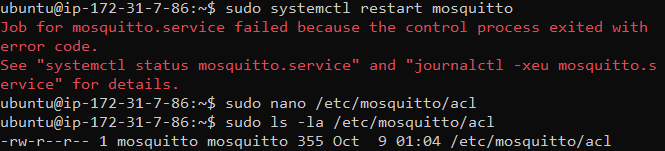 ubuntu@ip-172-31-7-86:~$ sudo systemctl restart mosquitto
Job for mosquitto.service failed because the control process exited with
error code.
See "systemctl status mosquitto.service" and "journalctl -xeu mosquitto.s
ervice" for details.
ubuntu@ip-172-31-7-86:~$ sudo nano /etc/mosquitto/acl
ubuntu@ip-172-31-7-86:~$ sudo ls -la /etc/mosquitto/acl
-rw-r--r-- 1 mosquitto mosquitto 355 Oct  9 01:04 /etc/mosquitto/acl